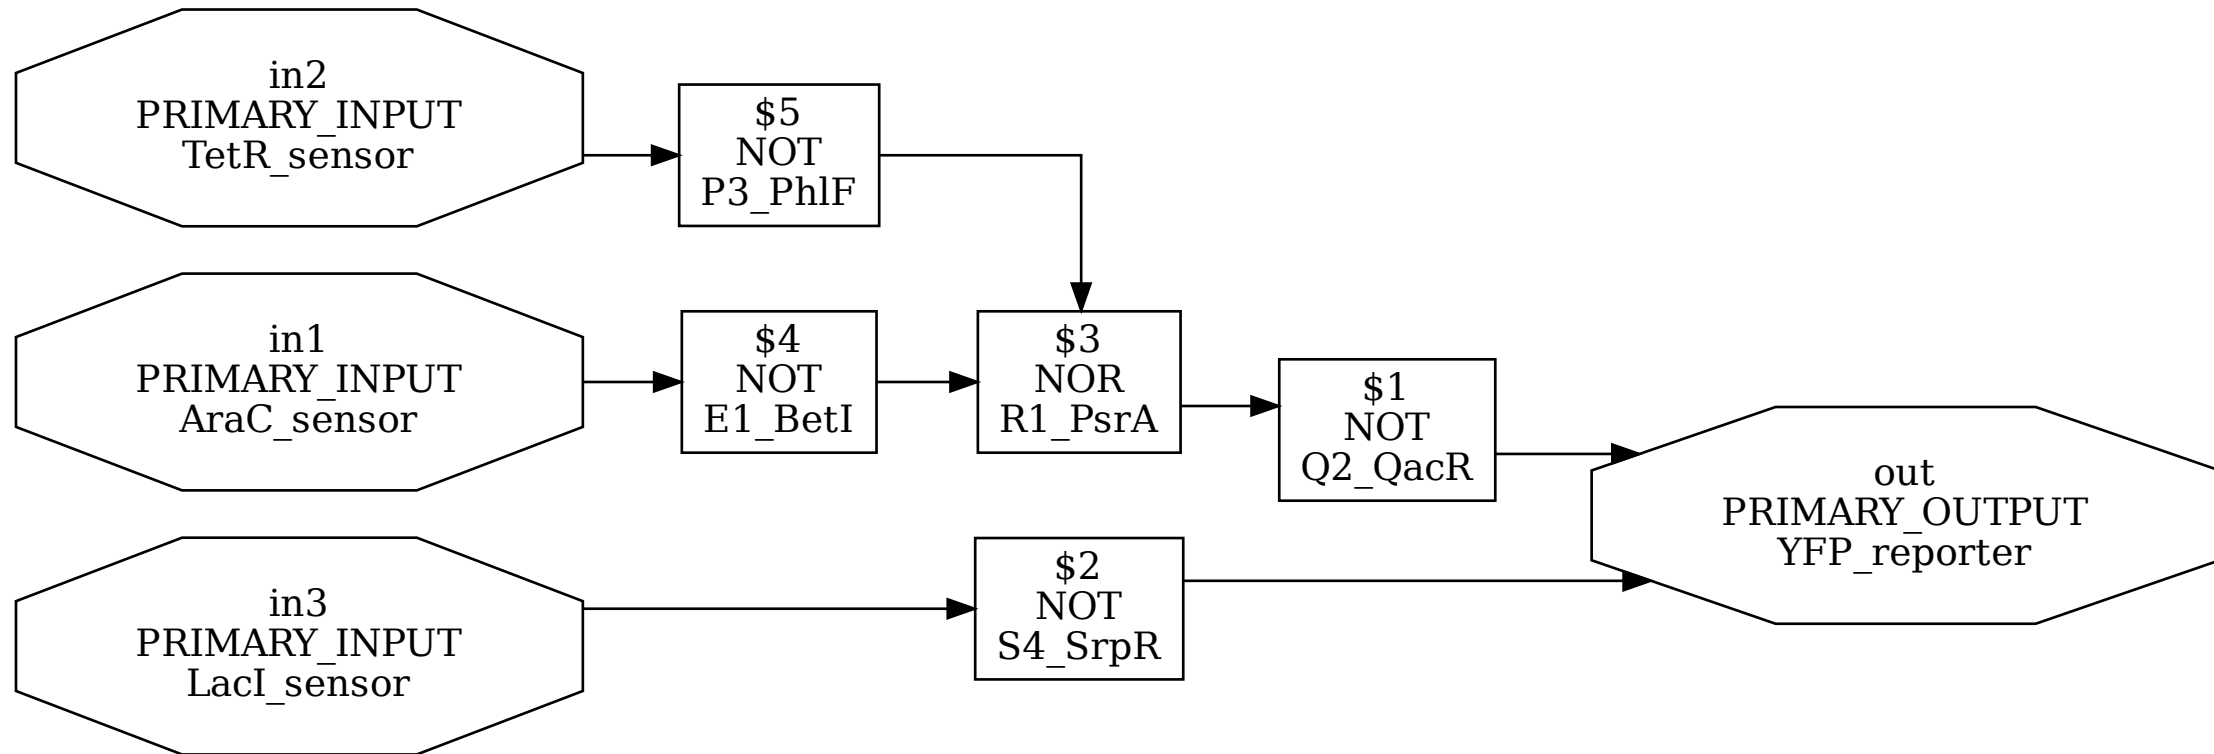 in2
PRIMARY_INPUT
TetR_sensor
$5
NOT
P3_PhlF
in1
PRIMARY_INPUT
AraC_sensor
$4
NOT
E1_BetI
$3
NOR
R1_PsrA
$1
NOT
Q2_QacR
out
PRIMARY_OUTPUT
YFP_reporter
in3
PRIMARY_INPUT
LacI_sensor
$2
NOT
S4_SrpR